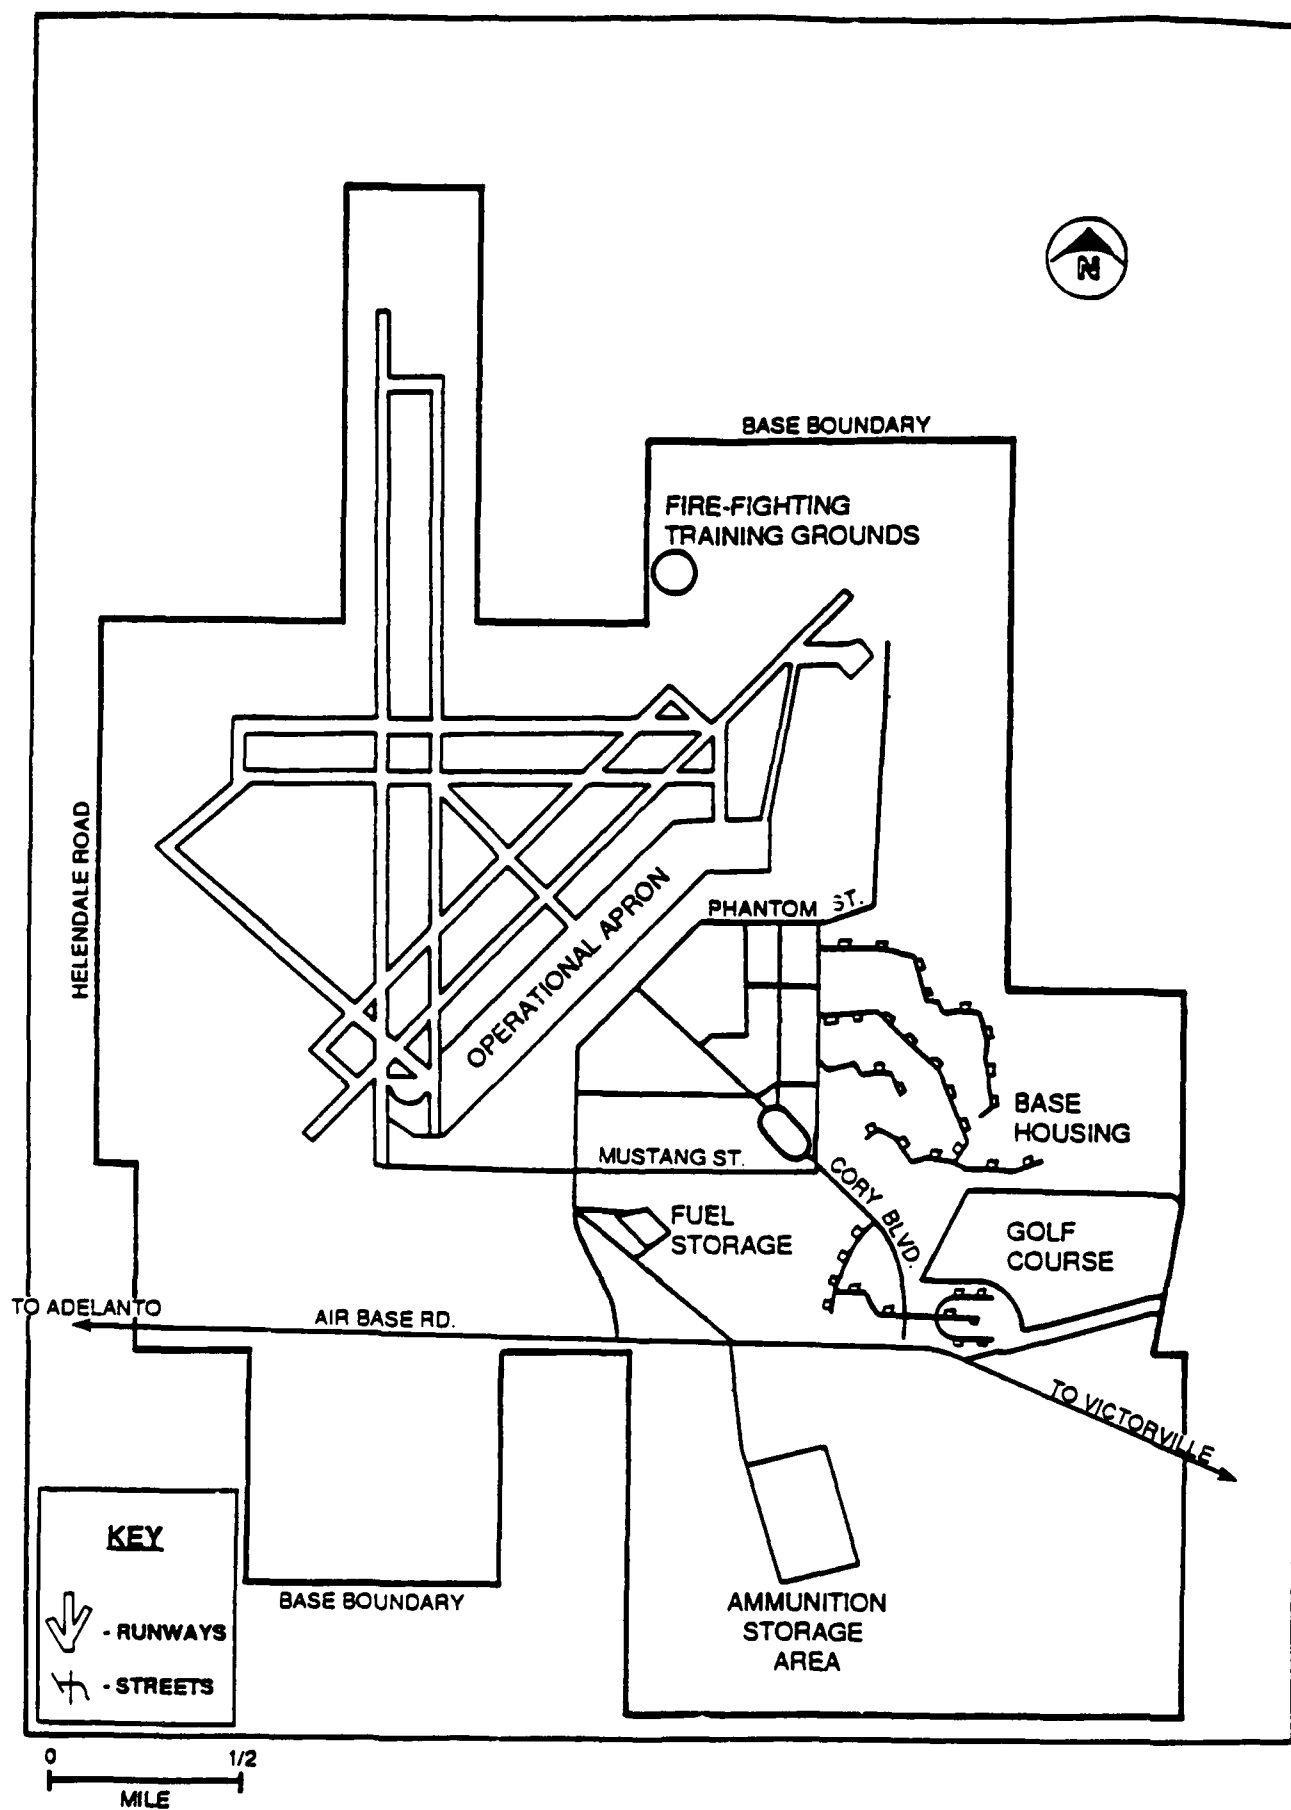 N
BASE BOUNDARY
FIRE-FIGHTING
TRAINING GROUNDS
HELENDALE ROAD
OPERATIONAL APRON
PHANTOM ST.
BASE
HOUSING
MUSTANG ST.
CORY BLVD.
FUEL
STORAGE
GOLF
COURSE
TO ADELANTO
AIR BASE RD.
TO VICTORVILLE
KEY
- RUNWAYS
- STREETS
BASE BOUNDARY
AMMUNITION
STORAGE
AREA
0 1/2
MILE